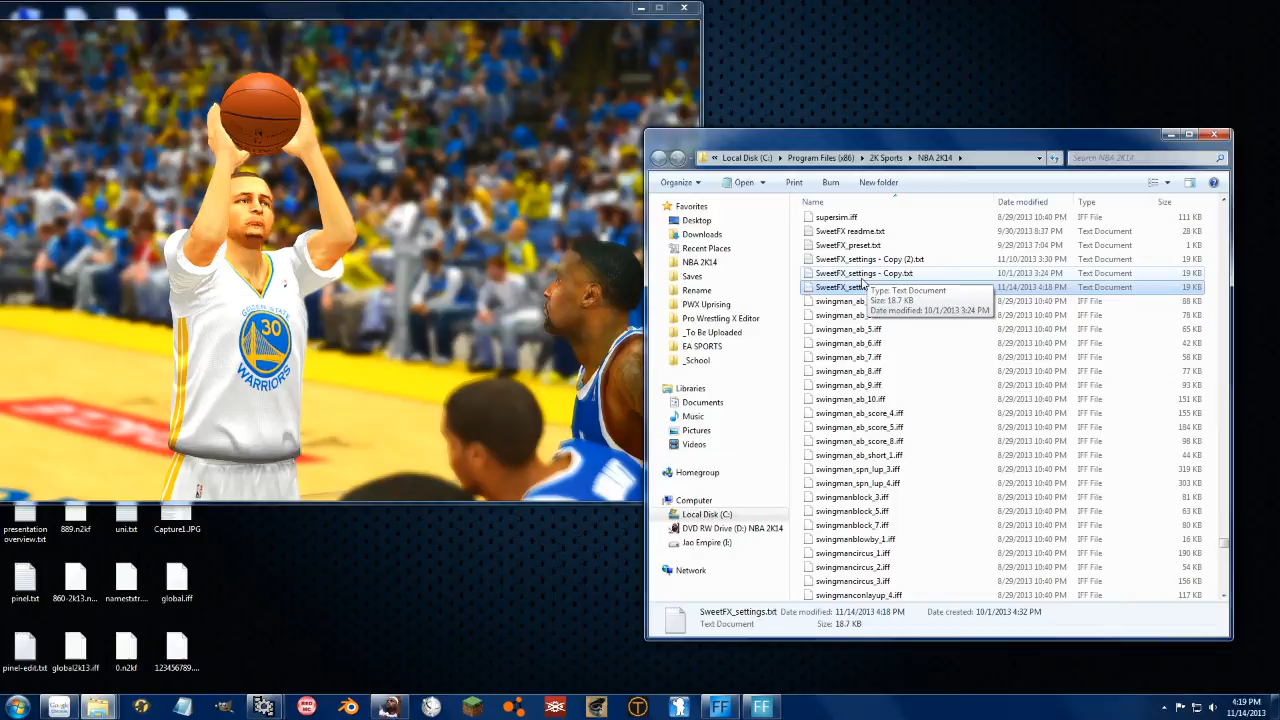 Local Disk (C:) Program Files (x86) 2K Sports NBA 2K14
Search NBA 2K14
Organize Open Print Burn New folder
Name Date modified Type Size
Favorites
Desktop
Downloads
Recent Places
NBA 2K14
Saves
Rename
PWX Uprising
Pro Wrestling X Editor
_To Be Uploaded
EA SPORTS
_School
Libraries
Documents
Music
Pictures
Videos
Homegroup
Computer
Local Disk (C:)
DVD RW Drive (D:) NBA 2K14
Jao Empire (I:)
Network
supersim.iff 8/29/2013 10:40 PM IFF File 111 KB
SweetFX readme.txt 9/30/2013 8:37 PM Text Document 28 KB
SweetFX_preset.txt 9/29/2013 7:04 PM Text Document 1 KB
SweetFX_settings - Copy (2).txt 11/10/2013 3:30 PM Text Document 19 KB
SweetFX_settings - Copy.txt 10/1/2013 3:24 PM Text Document 19 KB
SweetFX_sett 11/14/2013 4:18 PM Text Document 19 KB
Type: Text Document
Size: 18.7 KB
Date modified: 10/1/2013 3:24 PM
swingman_ab_ 8/29/2013 10:40 PM IFF File 88 KB
swingman_ab_ 8/29/2013 10:40 PM IFF File 78 KB
swingman_ab_5.iff 8/29/2013 10:40 PM IFF File 65 KB
swingman_ab_6.iff 8/29/2013 10:40 PM IFF File 42 KB
swingman_ab_7.iff 8/29/2013 10:40 PM IFF File 58 KB
swingman_ab_8.iff 8/29/2013 10:40 PM IFF File 77 KB
swingman_ab_9.iff 8/29/2013 10:40 PM IFF File 93 KB
swingman_ab_10.iff 8/29/2013 10:40 PM IFF File 151 KB
swingman_ab_score_4.iff 8/29/2013 10:40 PM IFF File 155 KB
swingman_ab_score_5.iff 8/29/2013 10:40 PM IFF File 184 KB
swingman_ab_score_8.iff 8/29/2013 10:40 PM IFF File 98 KB
swingman_ab_short_1.iff 8/29/2013 10:40 PM IFF File 44 KB
swingman_spn_lup_3.iff 8/29/2013 10:40 PM IFF File 319 KB
swingman_spn_lup_4.iff 8/29/2013 10:40 PM IFF File 303 KB
swingmanblock_3.iff 8/29/2013 10:40 PM IFF File 81 KB
swingmanblock_5.iff 8/29/2013 10:40 PM IFF File 63 KB
swingmanblock_7.iff 8/29/2013 10:40 PM IFF File 80 KB
swingmanblowby_1.iff 8/29/2013 10:40 PM IFF File 16 KB
swingmancircus_1.iff 8/29/2013 10:40 PM IFF File 190 KB
swingmancircus_2.iff 8/29/2013 10:40 PM IFF File 54 KB
swingmancircus_3.iff 8/29/2013 10:40 PM IFF File 156 KB
swingmanconlayup_4.iff 8/29/2013 10:40 PM IFF File 117 KB
SweetFX_settings.txt Date modified: 11/14/2013 4:18 PM Date created: 10/1/2013 4:32 PM
Text Document Size: 18.7 KB
GOLDEN STATE
30
WARRIORS
presentation overview.txt
889.n2kf
uni.txt
Capture1.JPG
pinel.txt
860-2k13.n...
namestxtr....
global.iff
pinel-edit.txt
global2k13.iff
0.n2kf
123456789....
Google
RED MC
FF
FF
4:19 PM
11/14/2013